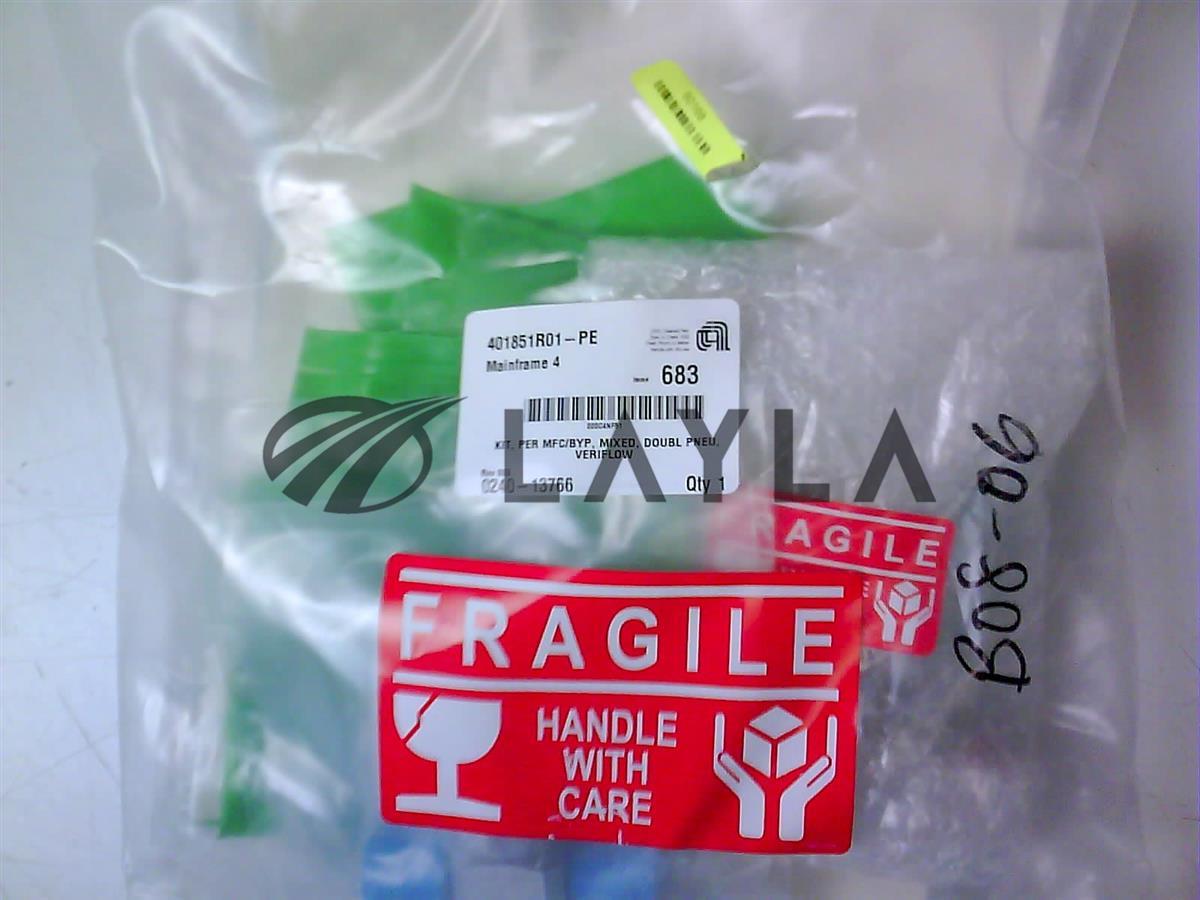 401851R01-PE
Mainframe 4
683
KIT, PER MFC/BYP, MIXED, DOUBL PNEU,
VERIFLOW
0240-13766 Qty 1
LAYLA
FRAGILE
B08-06
FRAGILE
HANDLE
WITH
CARE